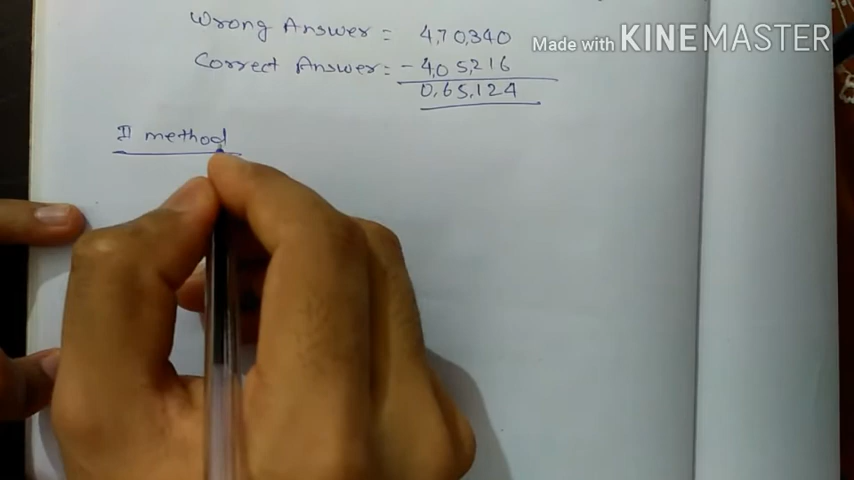 Wrong Answer = 4,70,340
Made with KINEMASTER
Correct Answer = - 4,05,216
0,65,124
II method